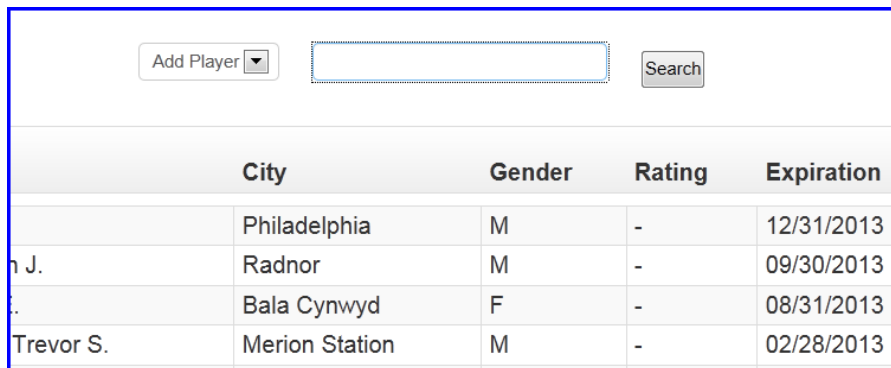 Add Player Search
City Gender Rating Expiration
Philadelphia M - 12/31/2013
J. Radnor M - 09/30/2013
Bala Cynwyd F - 08/31/2013
Trevor S. Merion Station M - 02/28/2013